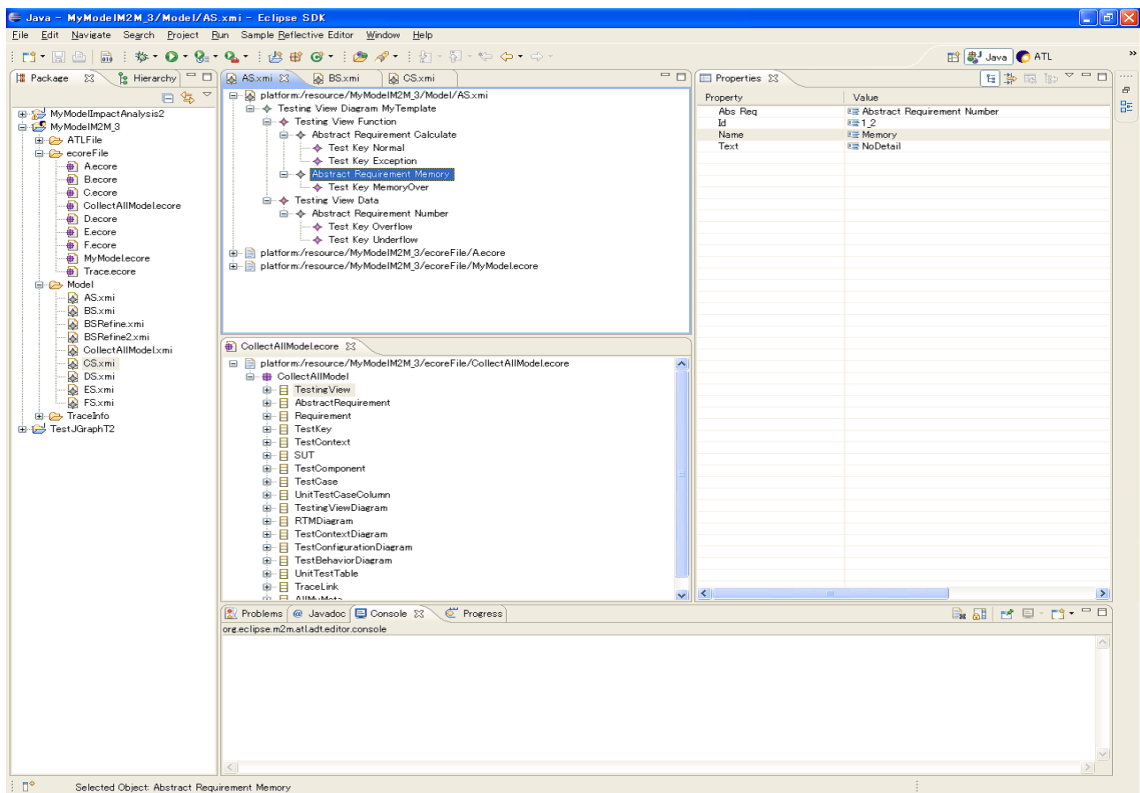 Java - MyModelM2M_3/Model/AS.xmi - Eclipse SDK
File Edit Navigate Search Project Run Sample Reflective Editor Window Help
Java ATL
Package Hierarchy
MyModelImpactAnalysis2
MyModelM2M_3
ATLFile
ecoreFile
A.ecore
B.ecore
C.ecore
CollectAllModel.ecore
D.ecore
E.ecore
F.ecore
MyModel.ecore
Trace.ecore
Model
AS.xmi
BS.xmi
BSRefine.xmi
BSRefine2.xmi
CollectAllModel.xmi
CS.xmi
DS.xmi
ES.xmi
FS.xmi
TraceInfo
TestJGraphT2
AS.xmi BS.xmi CS.xmi
platform:/resource/MyModelM2M_3/Model/AS.xmi
Testing View Diagram MyTemplate
Testing View Function
Abstract Requirement Calculate
Test Key Normal
Test Key Exception
Abstract Requirement Memory
Test Key MemoryOver
Testing View Data
Abstract Requirement Number
Test Key Overflow
Test Key Underflow
platform:/resource/MyModelM2M_3/ecoreFile/A.ecore
platform:/resource/MyModelM2M_3/ecoreFile/MyModel.ecore
CollectAllModel.ecore
platform:/resource/MyModelM2M_3/ecoreFile/CollectAllModel.ecore
CollectAllModel
TestingView
AbstractRequirement
Requirement
TestKey
TestContext
SUT
TestComponent
TestCase
UnitTestCaseColumn
TestingViewDiagram
RTMDiagram
TestContextDiagram
TestConfigurationDiagram
TestBehaviorDiagram
UnitTestTable
TraceLink
AllMyMeta
Properties
Property Value
Abs Req Abstract Requirement Number
Id 1_2
Name Memory
Text NoDetail
Problems @ Javadoc Console Progress
org.eclipse.m2m.atl.adt.editor.console
Selected Object: Abstract Requirement Memory